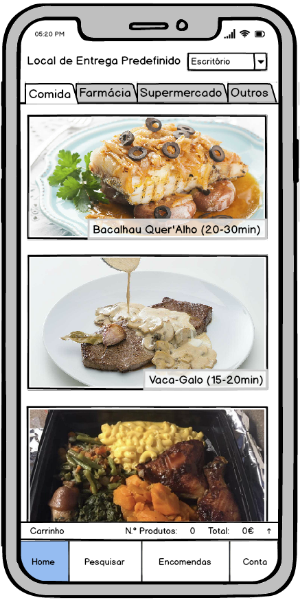 05:20 PM
Local de Entrega Predefinido Escritório
Comida Farmácia Supermercado Outros
Bacalhau Quer'Alho (20-30min)
Vaca-Galo (15-20min)
Carrinho N.º Produtos: 0 Total: 0€ ↑
Home Pesquisar Encomendas Conta